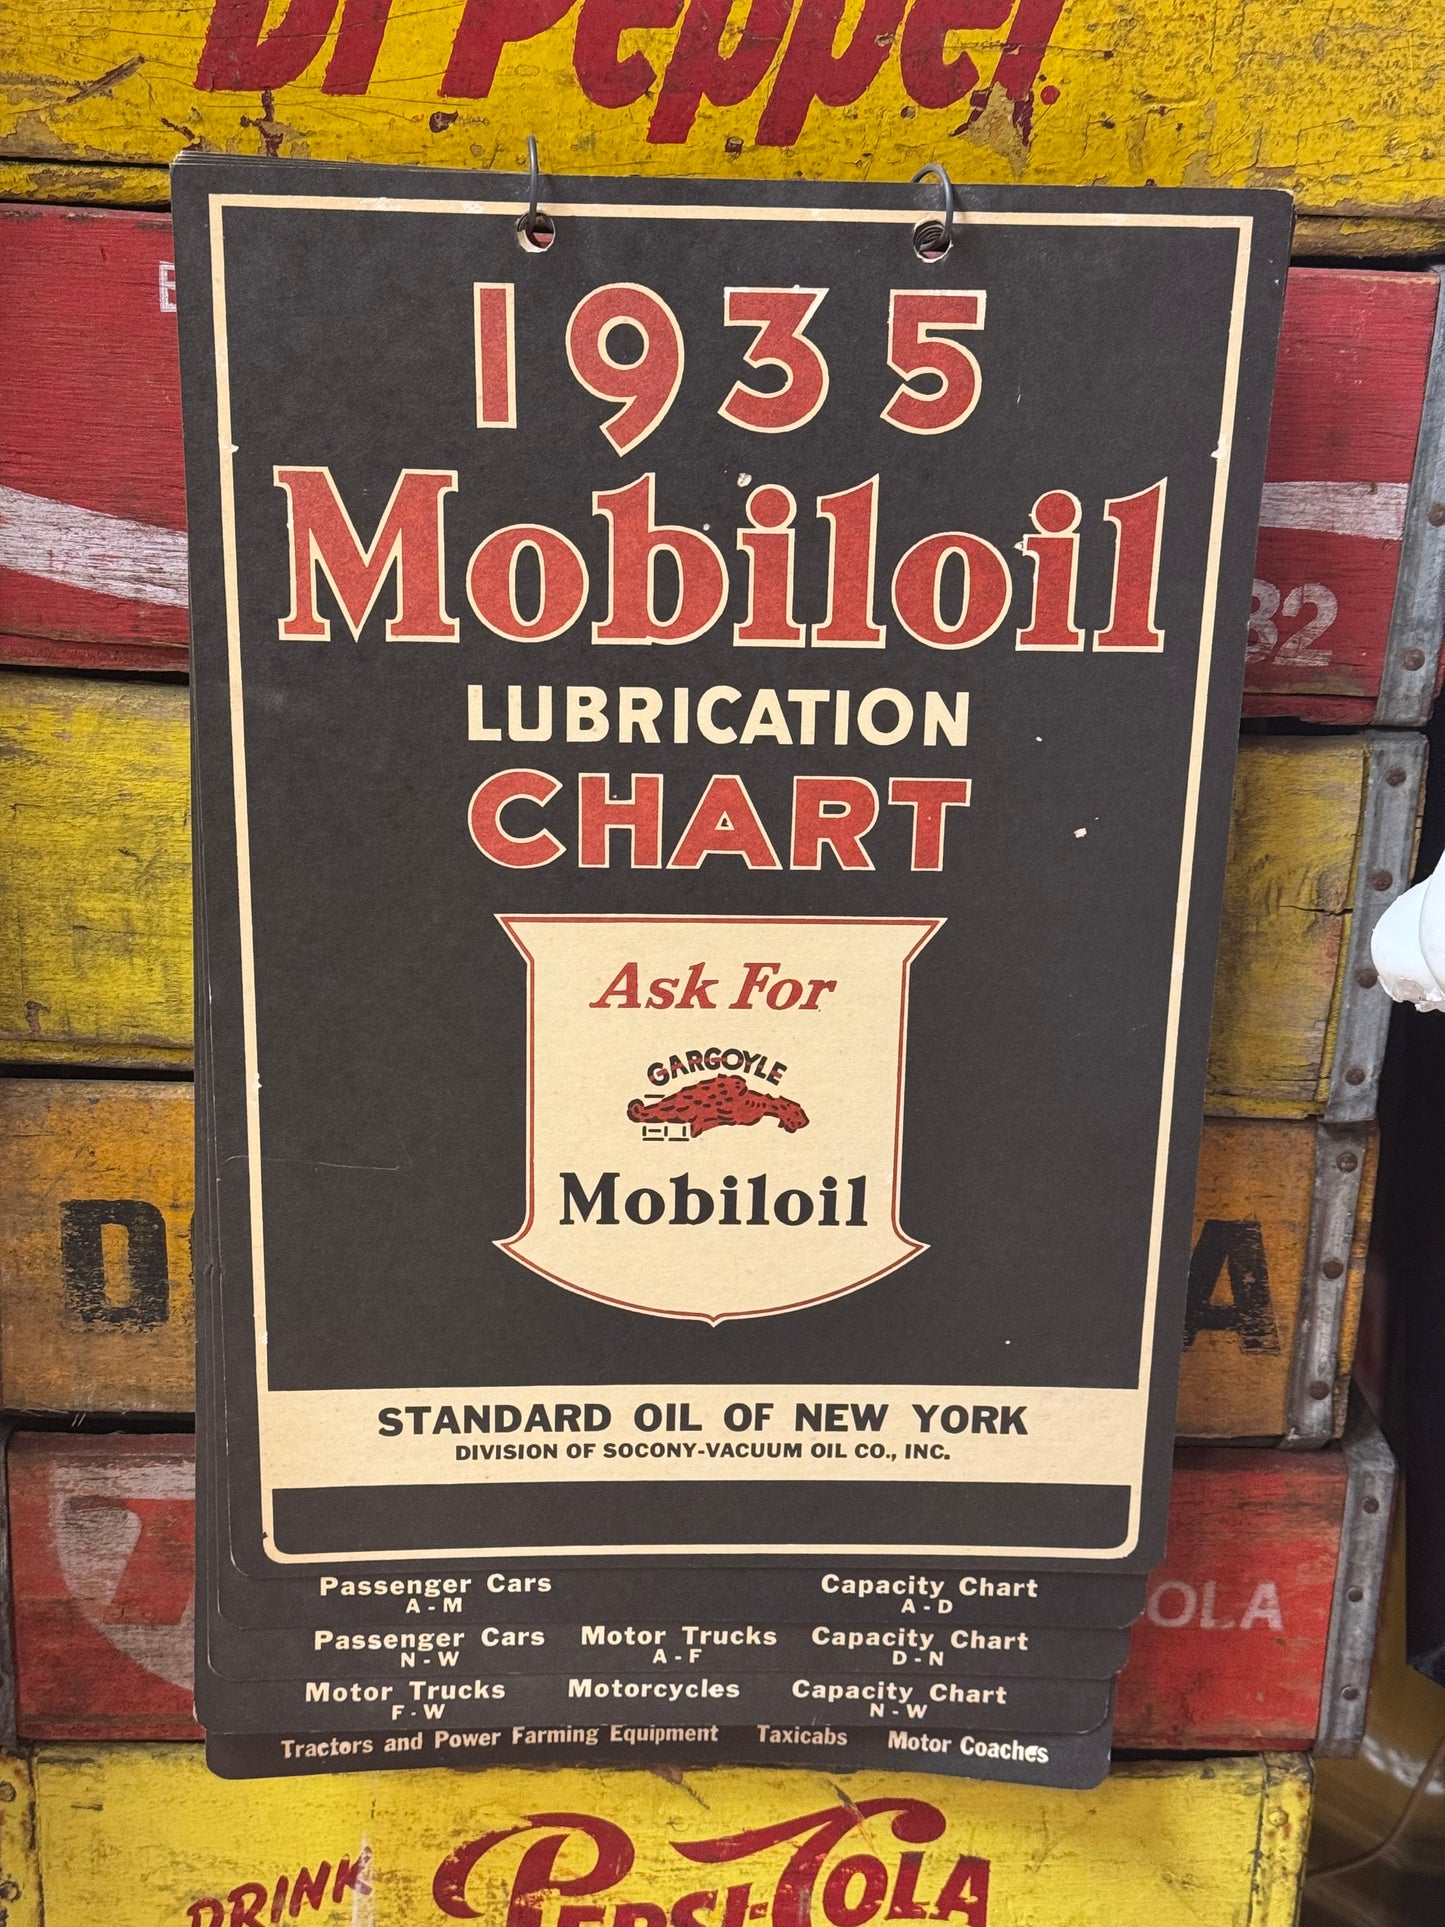 Dr Pepper.
1935
Mobiloil
LUBRICATION
CHART
Ask For
GARGOYLE
Mobiloil
STANDARD OIL OF NEW YORK
DIVISION OF SOCONY-VACUUM OIL CO., INC.
Passenger Cars Capacity Chart
A - M A - D
Passenger Cars Motor Trucks Capacity Chart
N - W A - F D - N
Motor Trucks Motorcycles Capacity Chart
F - W N - W
Tractors and Power Farming Equipment Taxicabs Motor Coaches
82
D
A
OLA
DRINK
PEPSI-COLA